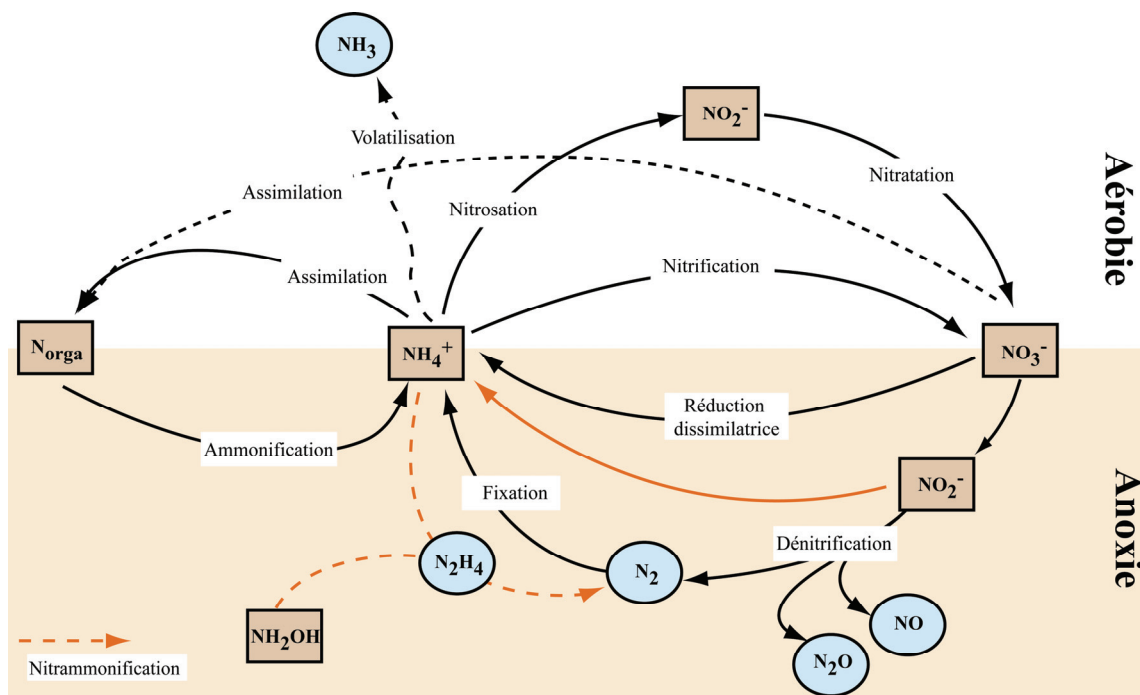 NH₃
Volatilisation
NO₂⁻
Nitratation
Assimilation
Nitrosation
Assimilation
Nitrification
Aérobie
Norga
NH₄⁺
NO₃⁻
Réduction
dissimilatrice
Ammonification
Fixation
NO₂⁻
Dénitrification
Anoxie
N₂H₄
N₂
NH₂OH
NO
N₂O
Nitrammonification